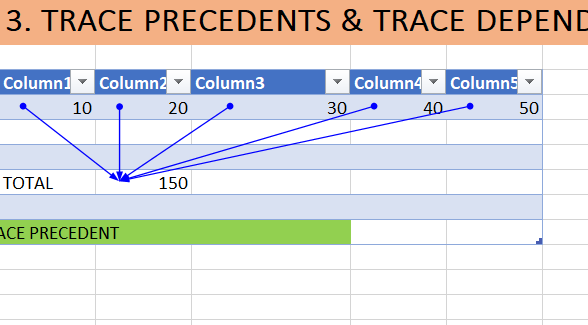 3. TRACE PRECEDENTS & TRACE DEPEND
Column1 Column2 Column3 Column4 Column5
10 20 30 40 50
TOTAL 150
ACE PRECEDENT